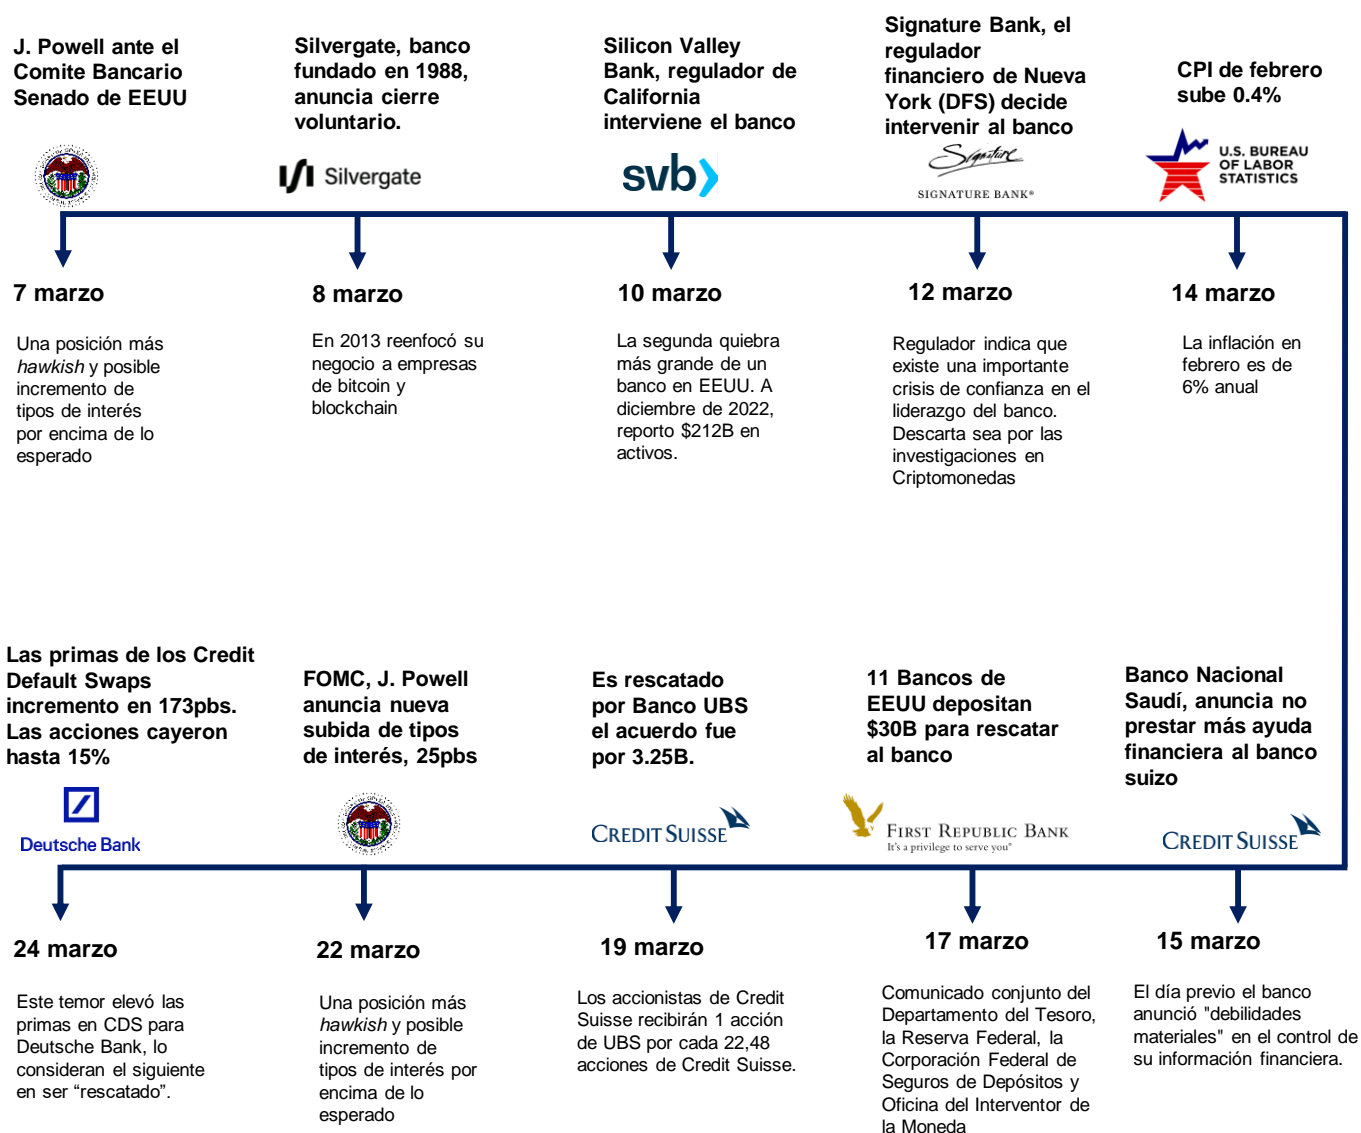 J. Powell ante el
Comite Bancario
Senado de EEUU
Silvergate, banco
fundado en 1988,
anuncia cierre
voluntario.
Silvergate
Silicon Valley
Bank, regulador de
California
interviene el banco
svb
Signature Bank, el
regulador
financiero de Nueva
York (DFS) decide
intervenir al banco
Signature
SIGNATURE BANK®
CPI de febrero
sube 0.4%
U.S. BUREAU
OF LABOR
STATISTICS
7 marzo
Una posición más
hawkish y posible
incremento de
tipos de interés
por encima de lo
esperado
8 marzo
En 2013 reenfocó su
negocio a empresas
de bitcoin y
blockchain
10 marzo
La segunda quiebra
más grande de un
banco en EEUU. A
diciembre de 2022,
reporto $212B en
activos.
12 marzo
Regulador indica que
existe una importante
crisis de confianza en el
liderazgo del banco.
Descarta sea por las
investigaciones en
Criptomonedas
14 marzo
La inflación en
febrero es de
6% anual
Las primas de los Credit
Default Swaps
incremento en 173pbs.
Las acciones cayeron
hasta 15%
Deutsche Bank
FOMC, J. Powell
anuncia nueva
subida de tipos
de interés, 25pbs
Es rescatado
por Banco UBS
el acuerdo fue
por 3.25B.
CREDIT SUISSE
11 Bancos de
EEUU depositan
$30B para rescatar
al banco
FIRST REPUBLIC BANK
It's a privilege to serve you®
Banco Nacional
Saudí, anuncia no
prestar más ayuda
financiera al banco
suizo
CREDIT SUISSE
24 marzo
Este temor elevó las
primas en CDS para
Deutsche Bank, lo
consideran el siguiente
en ser “rescatado”.
22 marzo
Una posición más
hawkish y posible
incremento de
tipos de interés por
encima de lo
esperado
19 marzo
Los accionistas de Credit
Suisse recibirán 1 acción
de UBS por cada 22,48
acciones de Credit Suisse.
17 marzo
Comunicado conjunto del
Departamento del Tesoro,
la Reserva Federal, la
Corporación Federal de
Seguros de Depósitos y
Oficina del Interventor de
la Moneda
15 marzo
El día previo el banco
anunció "debilidades
materiales" en el control de
su información financiera.